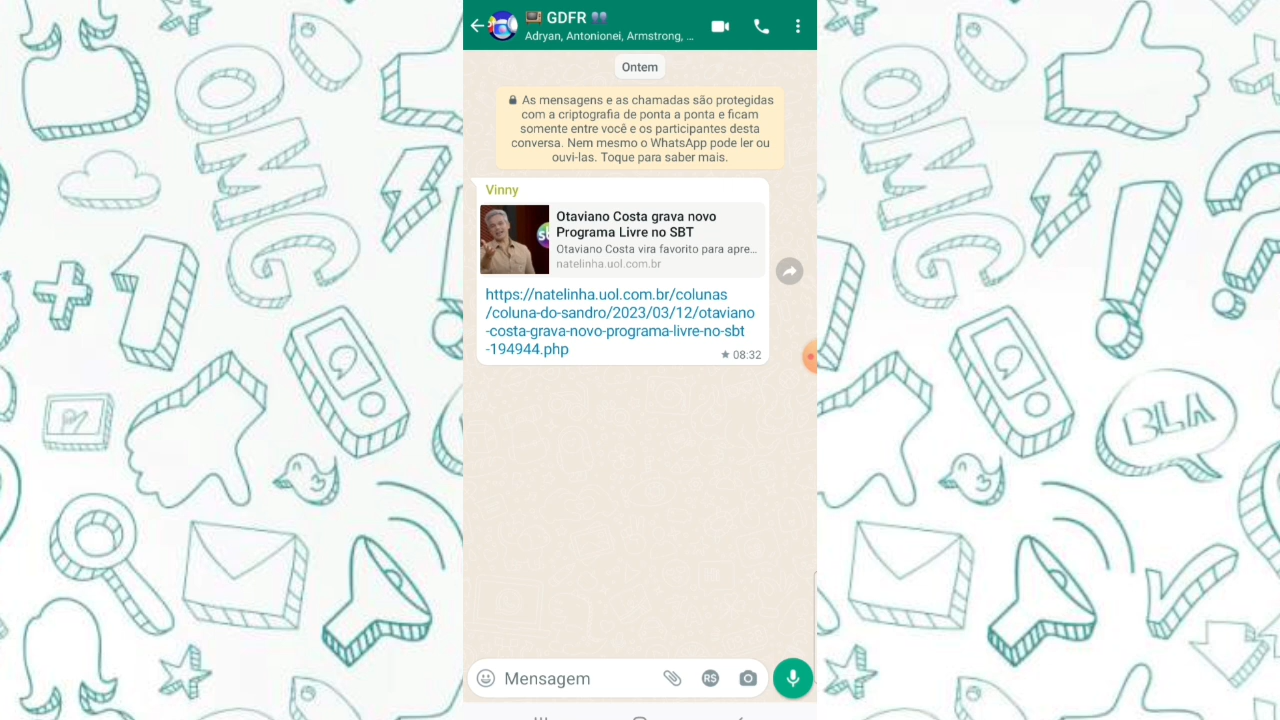 GDFR
Adryan, Antonionei, Armstrong, ...
Ontem
As mensagens e as chamadas são protegidas
com a criptografia de ponta a ponta e ficam
somente entre você e os participantes desta
conversa. Nem mesmo o WhatsApp pode ler ou
ouvi-las. Toque para saber mais.
Vinny
Otaviano Costa grava novo
Programa Livre no SBT
Otaviano Costa vira favorito para apre...
natelinha.uol.com.br
https://natelinha.uol.com.br/colunas
/coluna-do-sandro/2023/03/12/otaviano
-costa-grava-novo-programa-livre-no-sbt
-194944.php
08:32
Mensagem
RS
OMG
1
OMG
BLA